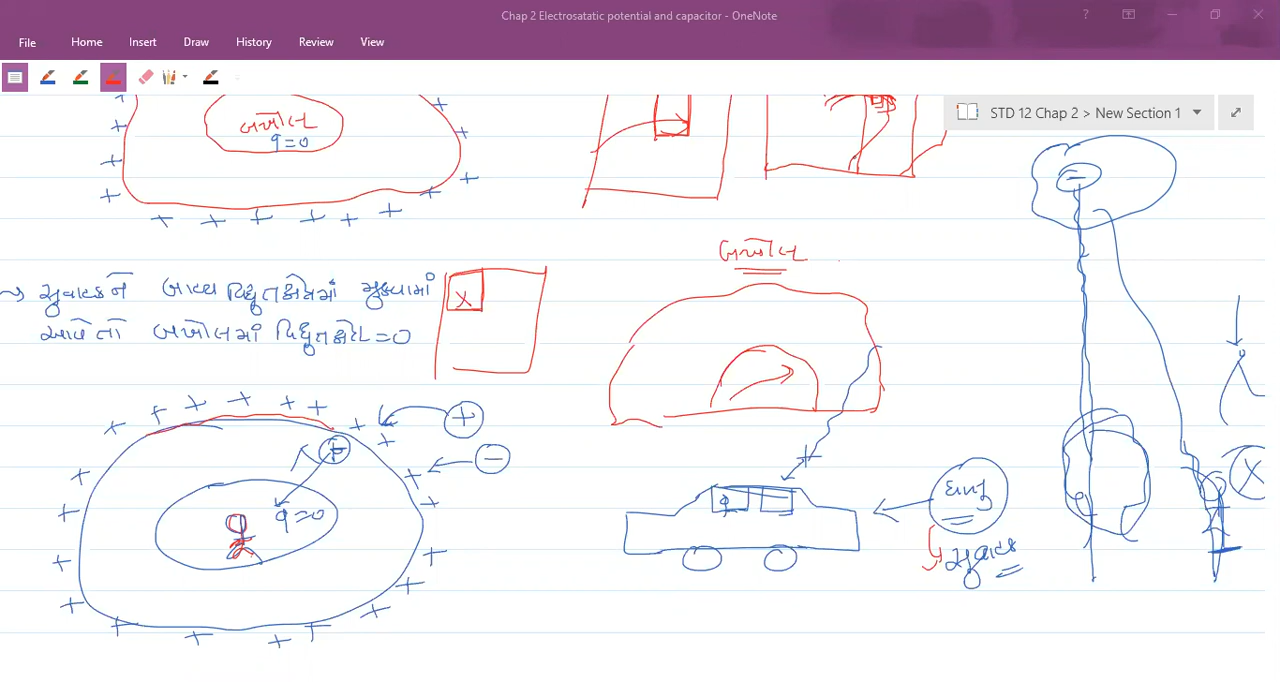 Chap 2 Electrosatatic potential and capacitor - OneNote
File Home Insert Draw History Review View
STD 12 Chap 2 > New Section 1
બખોલ
q=0
બખોલ
સુવાહકને બાહ્ય વિદ્યુતક્ષેત્રમાં મુકવામાં
આવે તો બખોલમાં વિદ્યુતક્ષેત્ર = 0
q=0
ધાતુ
સુવાહક